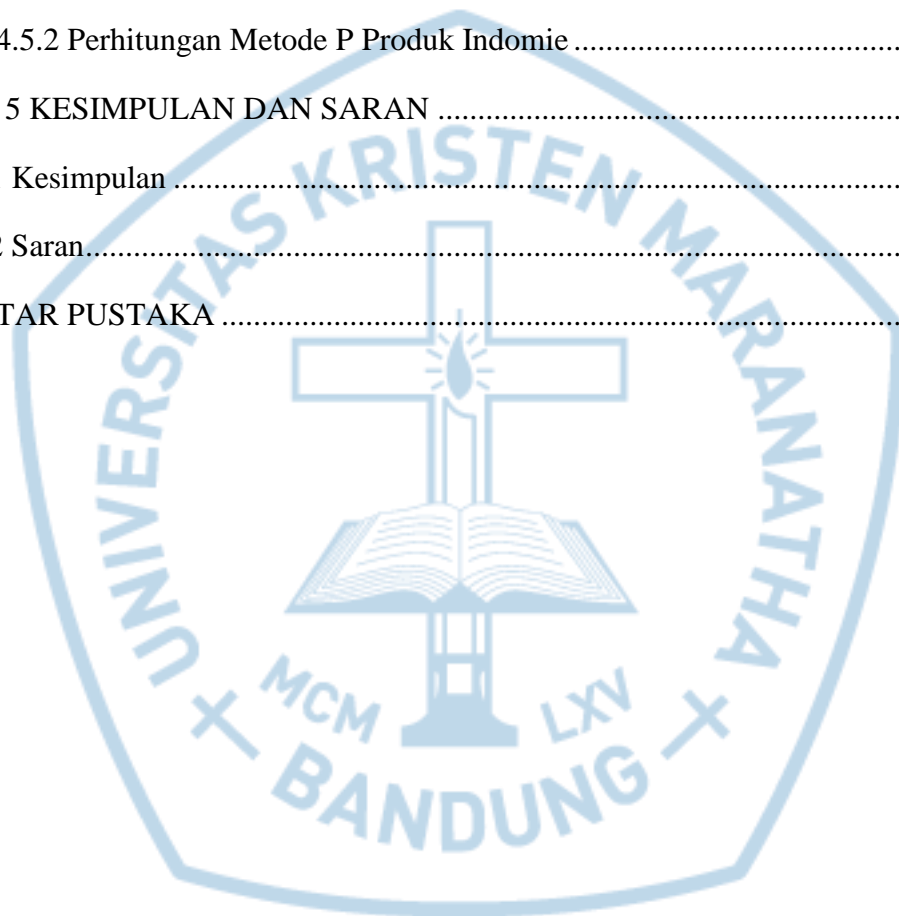 4.5.2 Perhitungan Metode P Produk Indomie ..........................................
5 KESIMPULAN DAN SARAN ...........................................................
Kesimpulan ............................................................................................
2 Saran.......................................................................................................
TAR PUSTAKA ......................................................................................
UNIVERSITAS KRISTEN MARANATHA
MCM LXV
BANDUNG